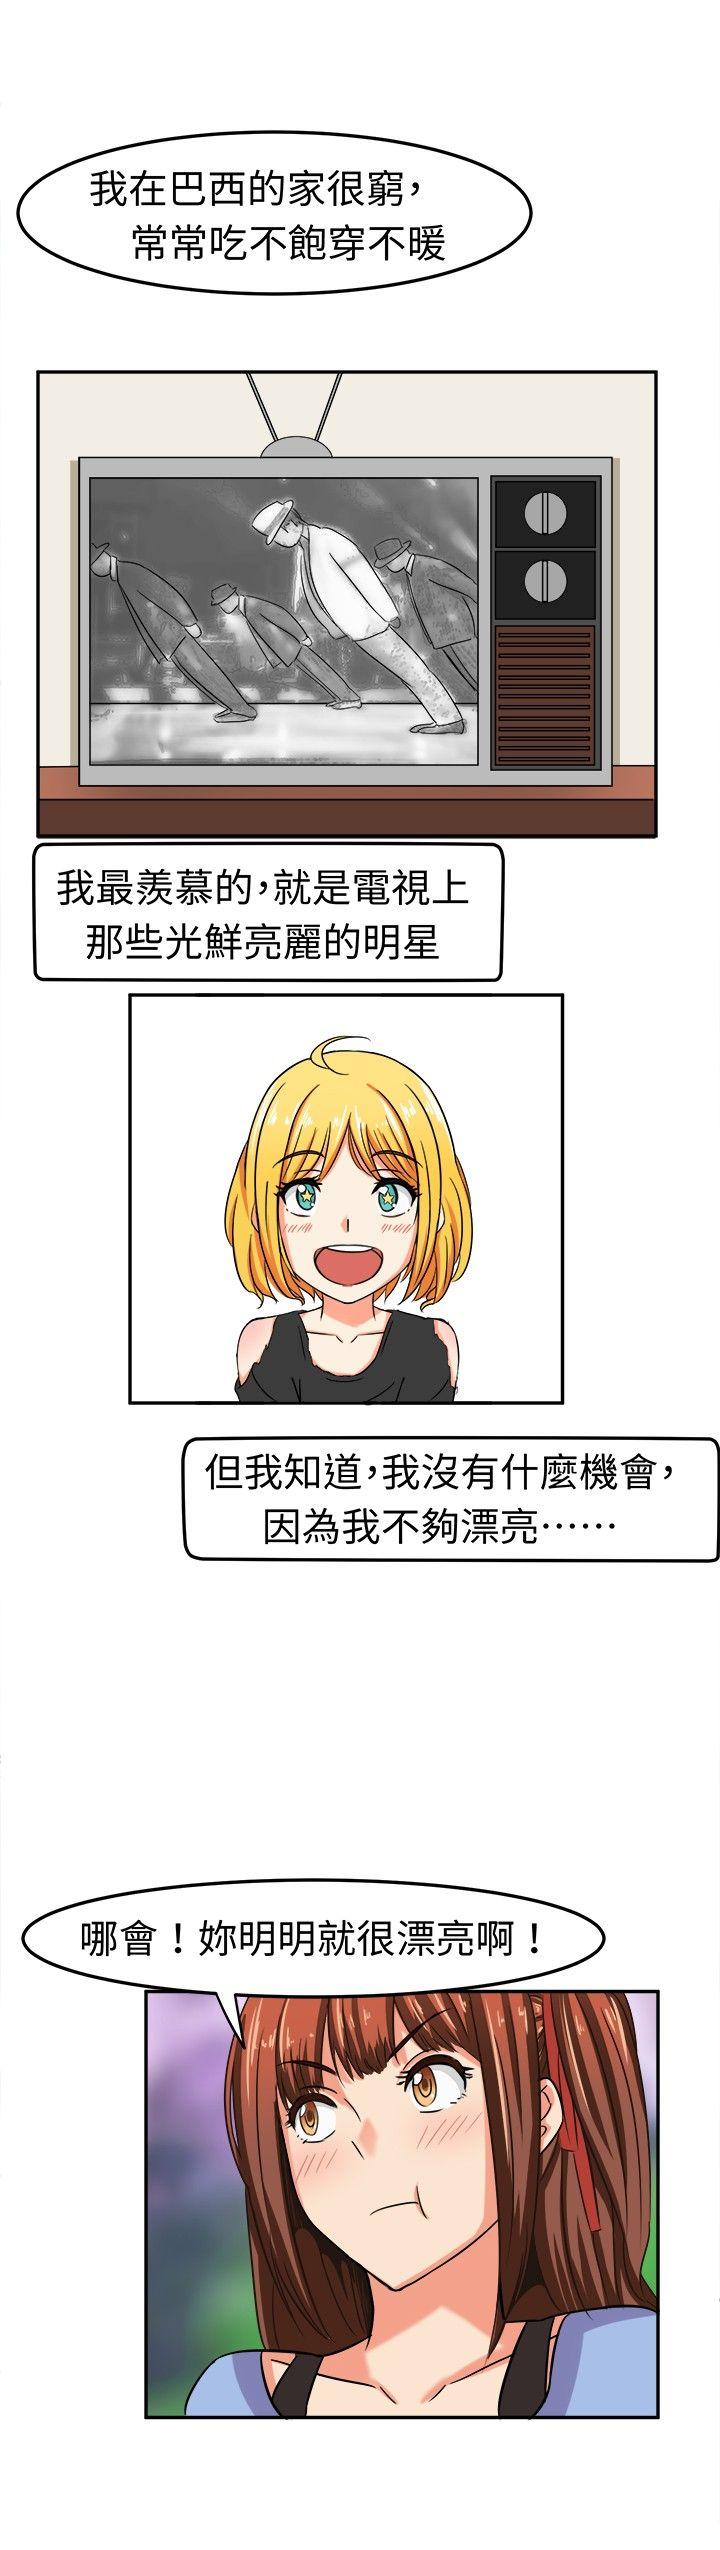 我在巴西的家很窮，
常常吃不飽穿不暖
我最羨慕的，就是電視上
那些光鮮亮麗的明星
但我知道，我沒有什麼機會，
因為我不夠漂亮⋯⋯
哪會！妳明明就很漂亮啊！